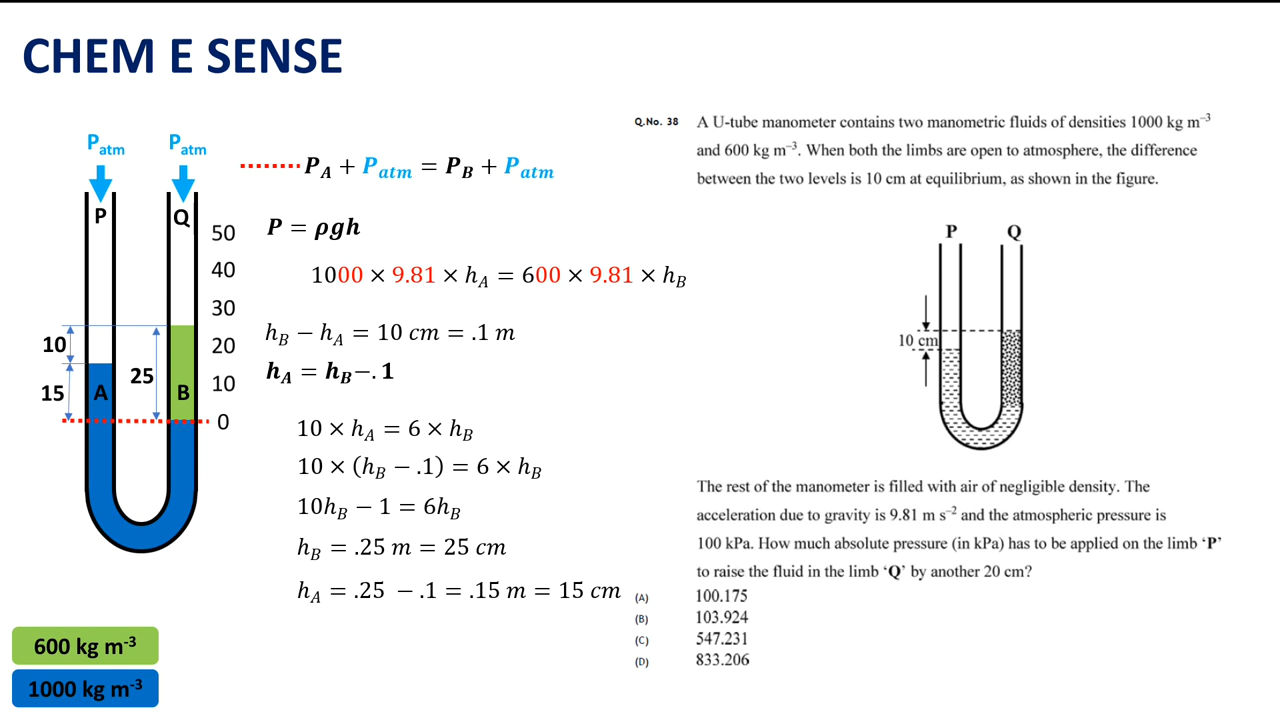 CHEM E SENSE
P_atm P_atm
P Q
50
40
30
20
10
0
10
15
25
A B
P_A + P_atm = P_B + P_atm
P = ρgh
1000 × 9.81 × h_A = 600 × 9.81 × h_B
h_B − h_A = 10 cm = .1 m
h_A = h_B−.1
10 × h_A = 6 × h_B
10 × (h_B − .1) = 6 × h_B
10h_B − 1 = 6h_B
h_B = .25 m = 25 cm
h_A = .25 − .1 = .15 m = 15 cm
600 kg m⁻³
1000 kg m⁻³
Q.No. 38 A U-tube manometer contains two manometric fluids of densities 1000 kg m⁻³
and 600 kg m⁻³. When both the limbs are open to atmosphere, the difference
between the two levels is 10 cm at equilibrium, as shown in the figure.
P Q
10 cm
The rest of the manometer is filled with air of negligible density. The
acceleration due to gravity is 9.81 m s⁻² and the atmospheric pressure is
100 kPa. How much absolute pressure (in kPa) has to be applied on the limb ‘P’
to raise the fluid in the limb ‘Q’ by another 20 cm?
(A) 100.175
(B) 103.924
(C) 547.231
(D) 833.206